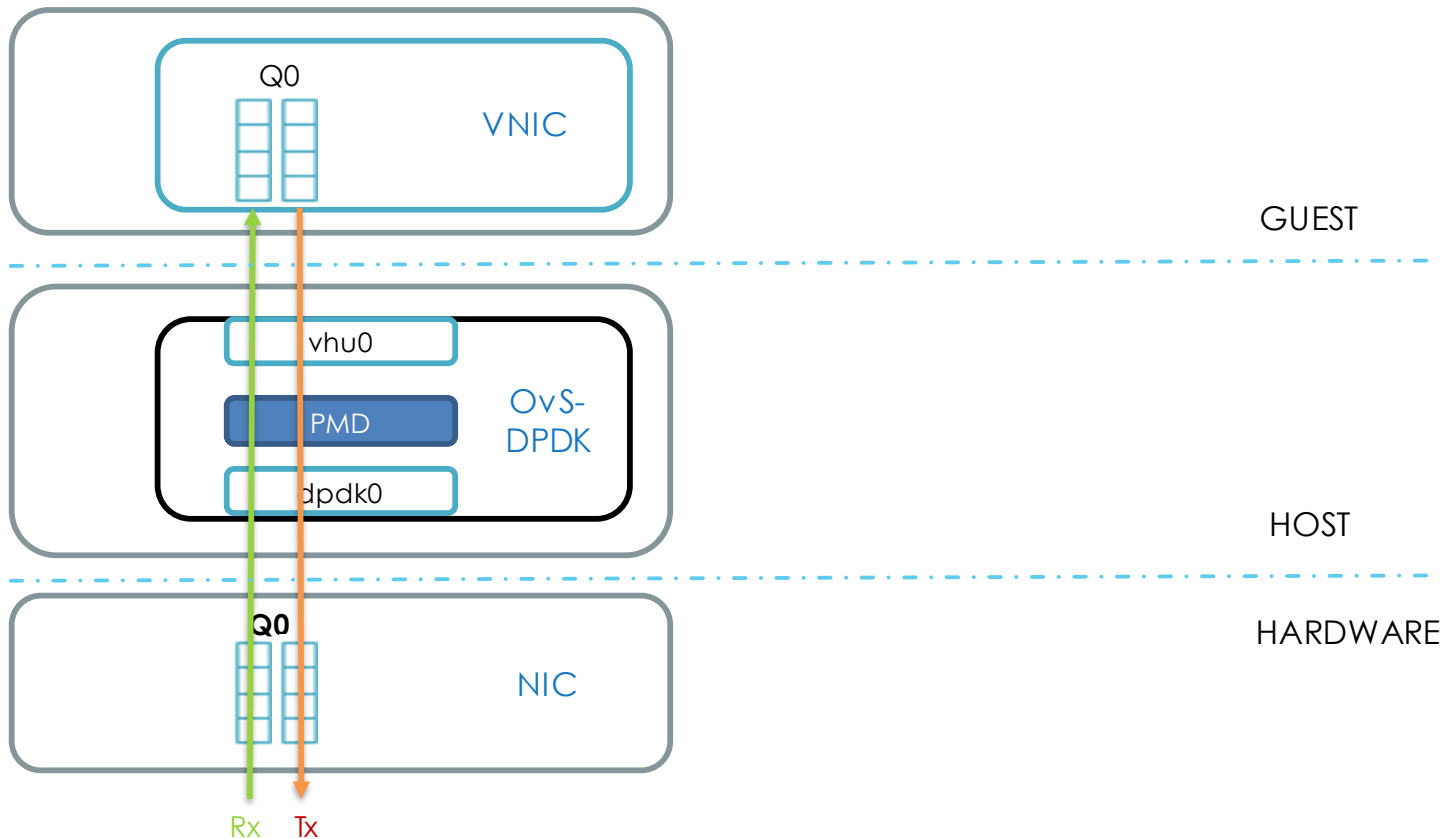 Q0
VNIC
GUEST
vhu0
OvS-
DPDK
PMD
dpdk0
HOST
Q0
HARDWARE
NIC
Rx Tx